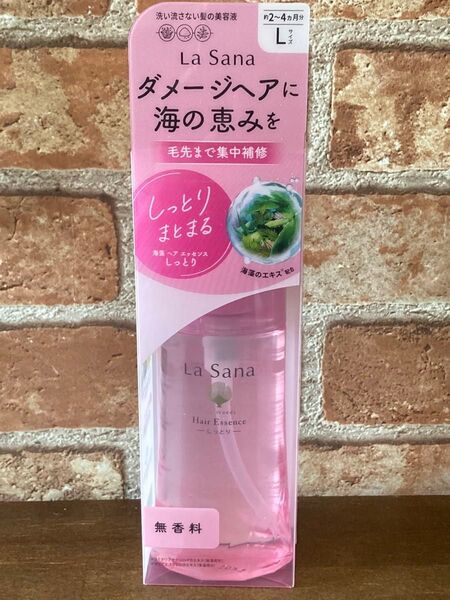 洗い流さない髪の美容液
約2~4ヵ月分
Lサイズ
La Sana
ダメージヘアに
海の恵みを
毛先まで集中補修
しっとり
まとまる
海藻 ヘア エッセンス
しっとり
海藻のエキス 配合
La Sana
Hair Essence
しっとり
無香料